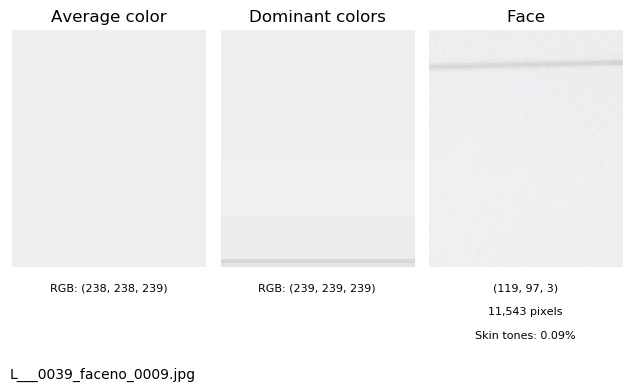 Average color
Dominant colors
Face
RGB: (238, 238, 239)
RGB: (239, 239, 239)
(119, 97, 3)
11,543 pixels
Skin tones: 0.09%
L___0039_faceno_0009.jpg